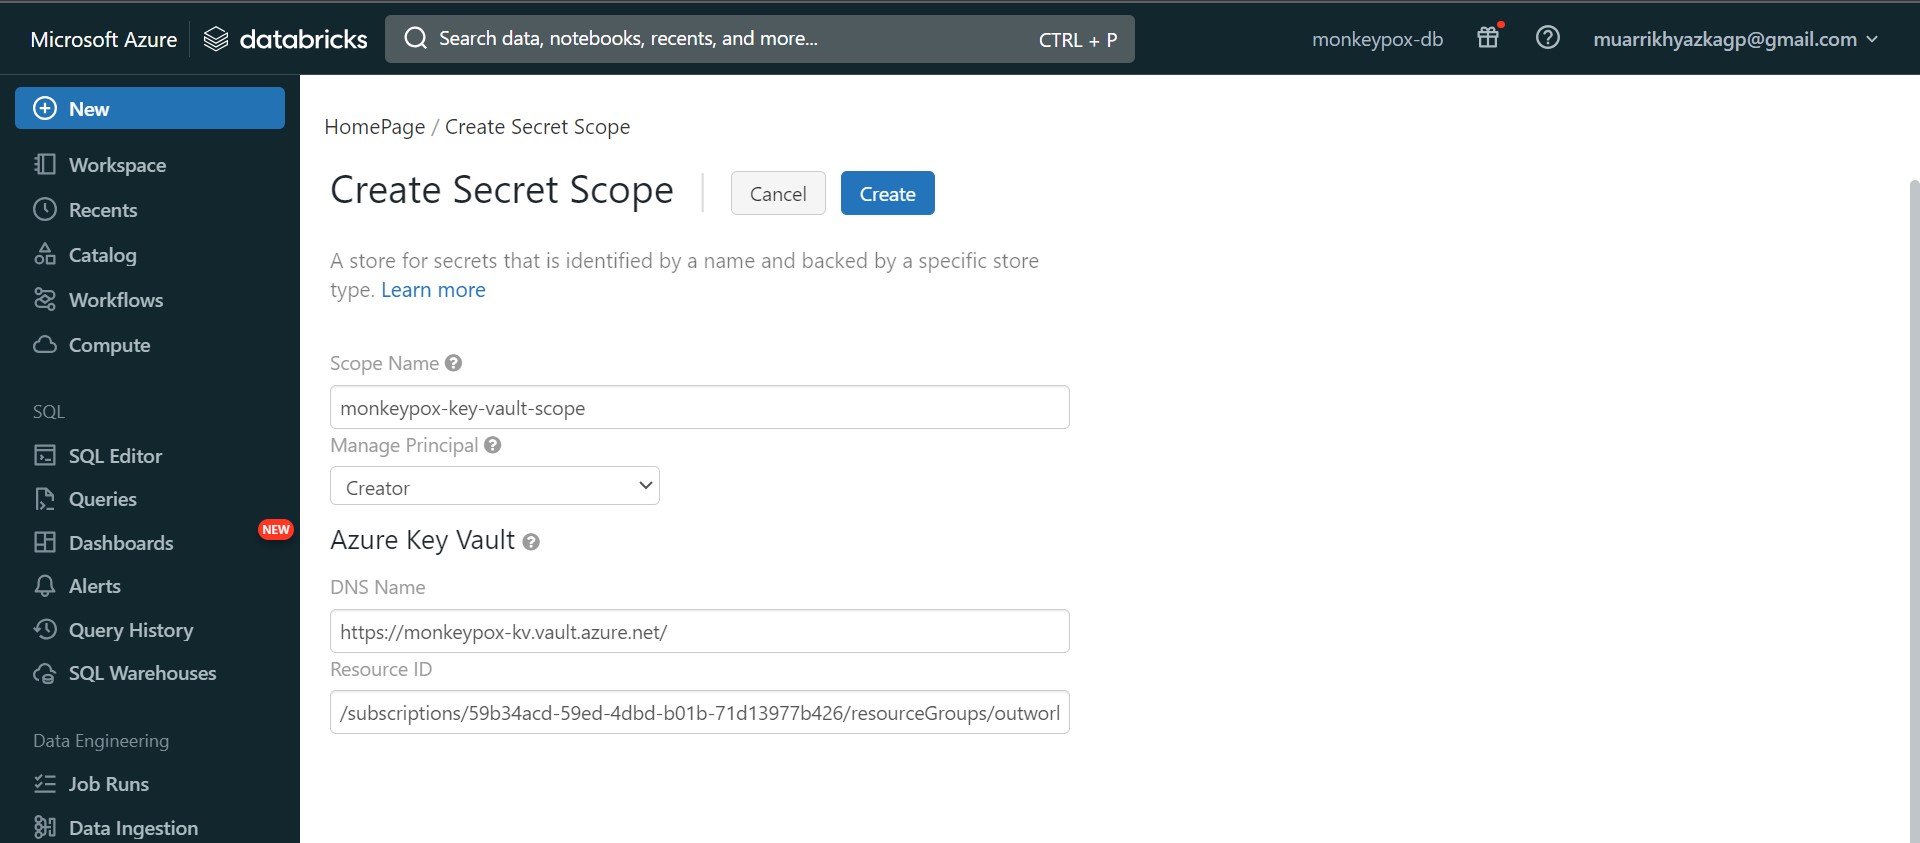 Microsoft Azure
databricks
Search data, notebooks, recents, and more...
CTRL + P
monkeypox-db
muarrikhyazkagp@gmail.com
New
Workspace
Recents
Catalog
Workflows
Compute
SQL
SQL Editor
Queries
Dashboards
NEW
Alerts
Query History
SQL Warehouses
Data Engineering
Job Runs
Data Ingestion
HomePage / Create Secret Scope
Create Secret Scope
Cancel
Create
A store for secrets that is identified by a name and backed by a specific store
type. Learn more
Scope Name
monkeypox-key-vault-scope
Manage Principal
Creator
Azure Key Vault
DNS Name
https://monkeypox-kv.vault.azure.net/
Resource ID
/subscriptions/59b34acd-59ed-4dbd-b01b-71d13977b426/resourceGroups/outworl